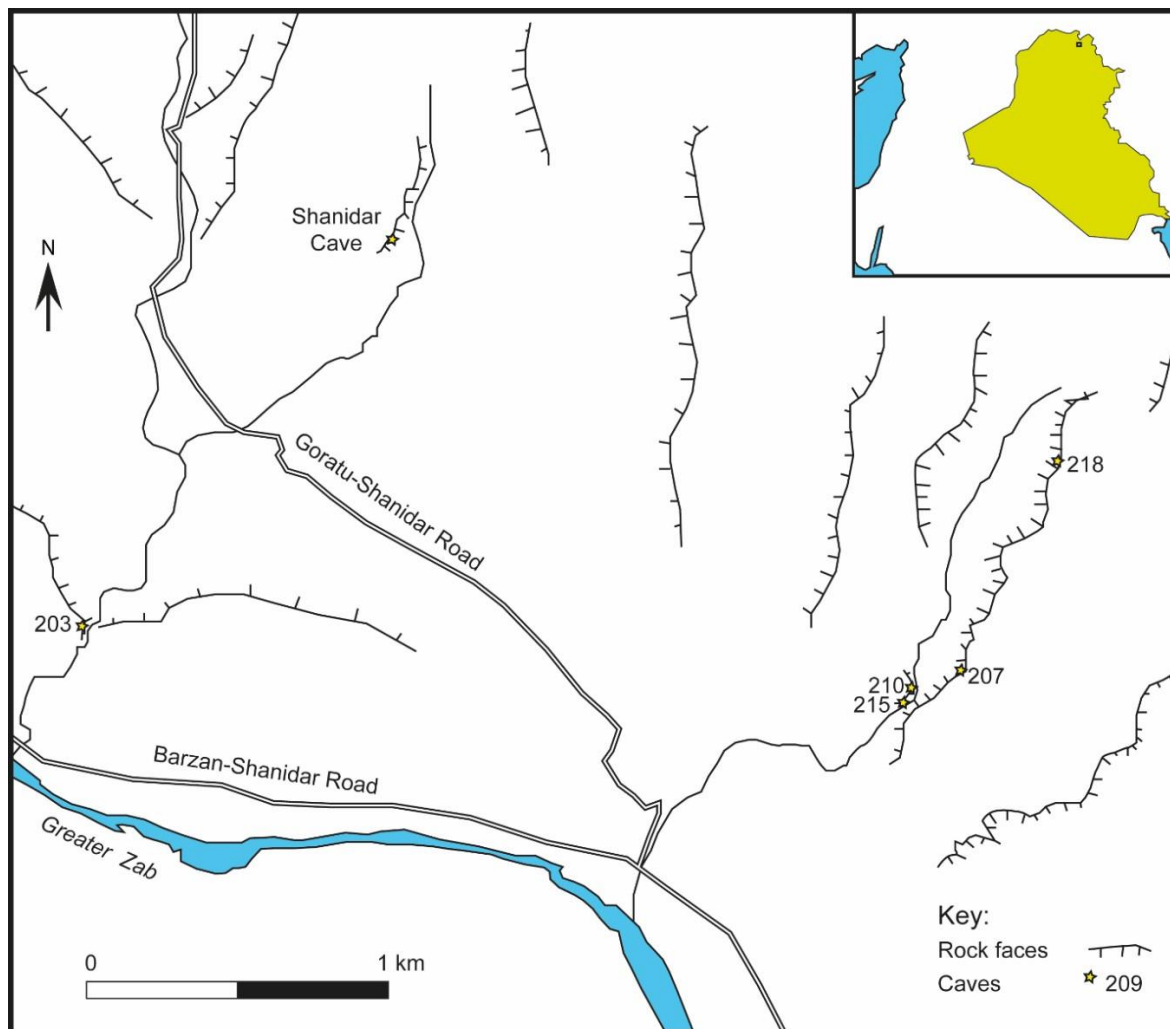 Shanidar
Cave
N
Goratu-Shanidar Road
218
203
207
210
215
Barzan-Shanidar Road
Greater Zab
Key:
Rock faces
Caves 209
0 1 km